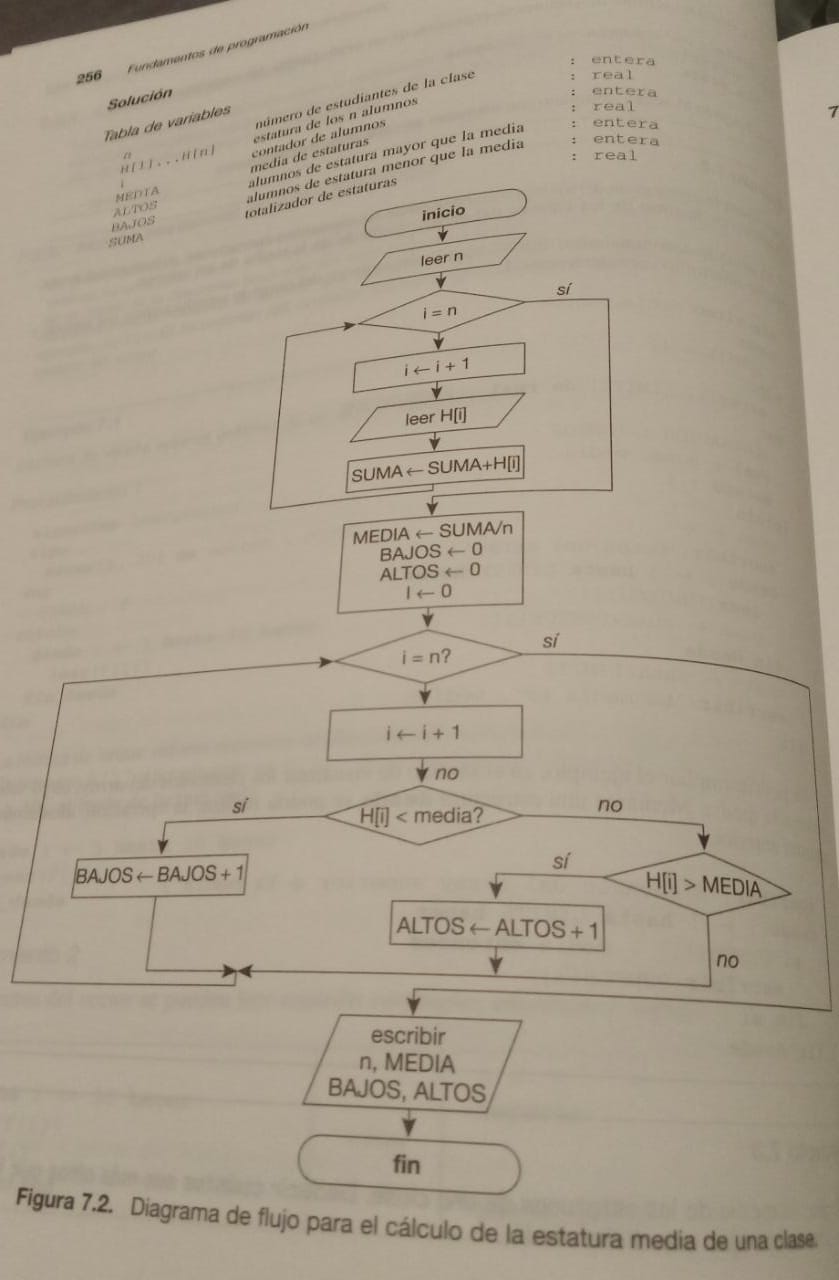 256 Fundamentos de programación
Solución
Tabla de variables
n número de estudiantes de la clase : entera
H[1]...H[n] estatura de los n alumnos : real
i contador de alumnos : entera
MEDIA media de estaturas : real
ALTOS alumnos de estatura mayor que la media : entera
BAJOS alumnos de estatura menor que la media : entera
SUMA totalizador de estaturas : real
inicio
leer n
i = n
sí
i ← i + 1
leer H[i]
SUMA ← SUMA+H[i]
MEDIA ← SUMA/n
BAJOS ← 0
ALTOS ← 0
I ← 0
i = n?
sí
i ← i + 1
no
H[i] < media?
sí
no
BAJOS ← BAJOS + 1
H[i] > MEDIA
sí
ALTOS ← ALTOS + 1
no
escribir
n, MEDIA
BAJOS, ALTOS
fin
Figura 7.2. Diagrama de flujo para el cálculo de la estatura media de una clase.
7